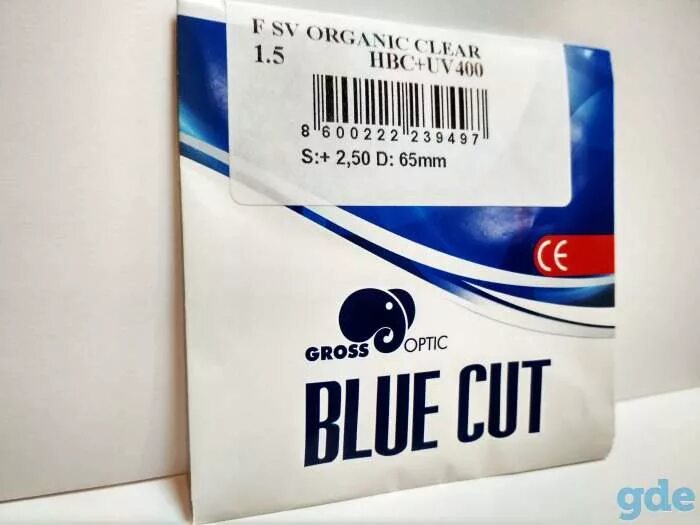 F SV ORGANIC CLEAR
1.5 HBC+UV400
8 600222 239497
S:+ 2,50 D: 65mm
CE
GROSS OPTIC
BLUE CUT
gde